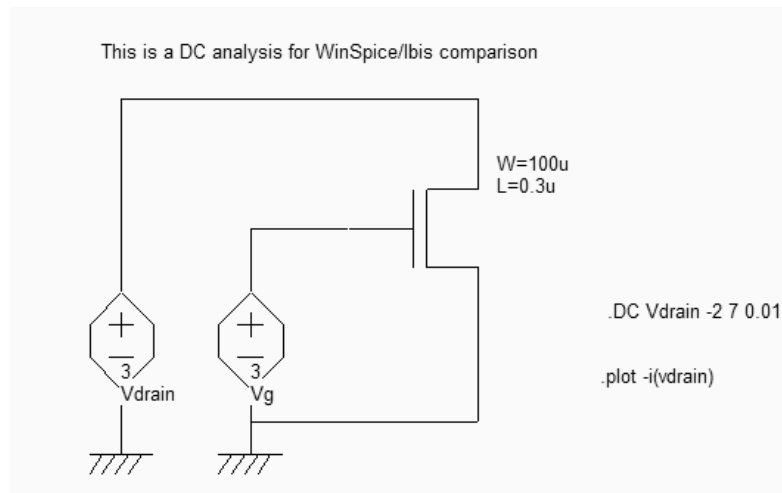 This is a DC analysis for WinSpice/Ibis comparison
W=100u
L=0.3u
+
+
.DC Vdrain -2 7 0.01
3
3
Vdrain
Vg
.plot -i(vdrain)